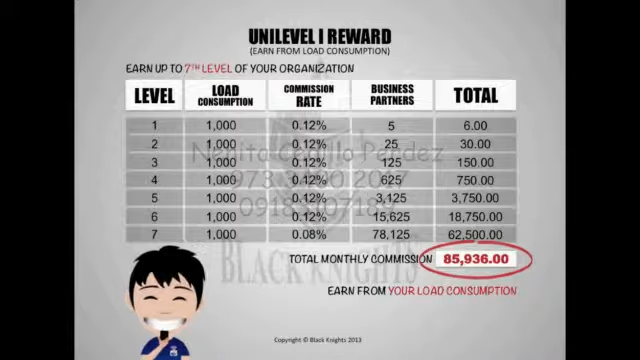 UNILEVEL I REWARD
(EARN FROM LOAD CONSUMPTION)
EARN UP TO 7TH LEVEL OF YOUR ORGANIZATION
LEVEL LOAD CONSUMPTION COMMISSION RATE BUSINESS PARTNERS TOTAL
1 1,000 0.12% 5 6.00
2 1,000 0.12% 25 30.00
3 1,000 0.12% 125 150.00
4 1,000 0.12% 625 750.00
5 1,000 0.12% 3,125 3,750.00
6 1,000 0.12% 15,625 18,750.00
7 1,000 0.08% 78,125 62,500.00
TOTAL MONTHLY COMMISSION 85,936.00
BLACK KNIGHTS
EARN FROM YOUR LOAD CONSUMPTION
Copyright © Black Knights 2013